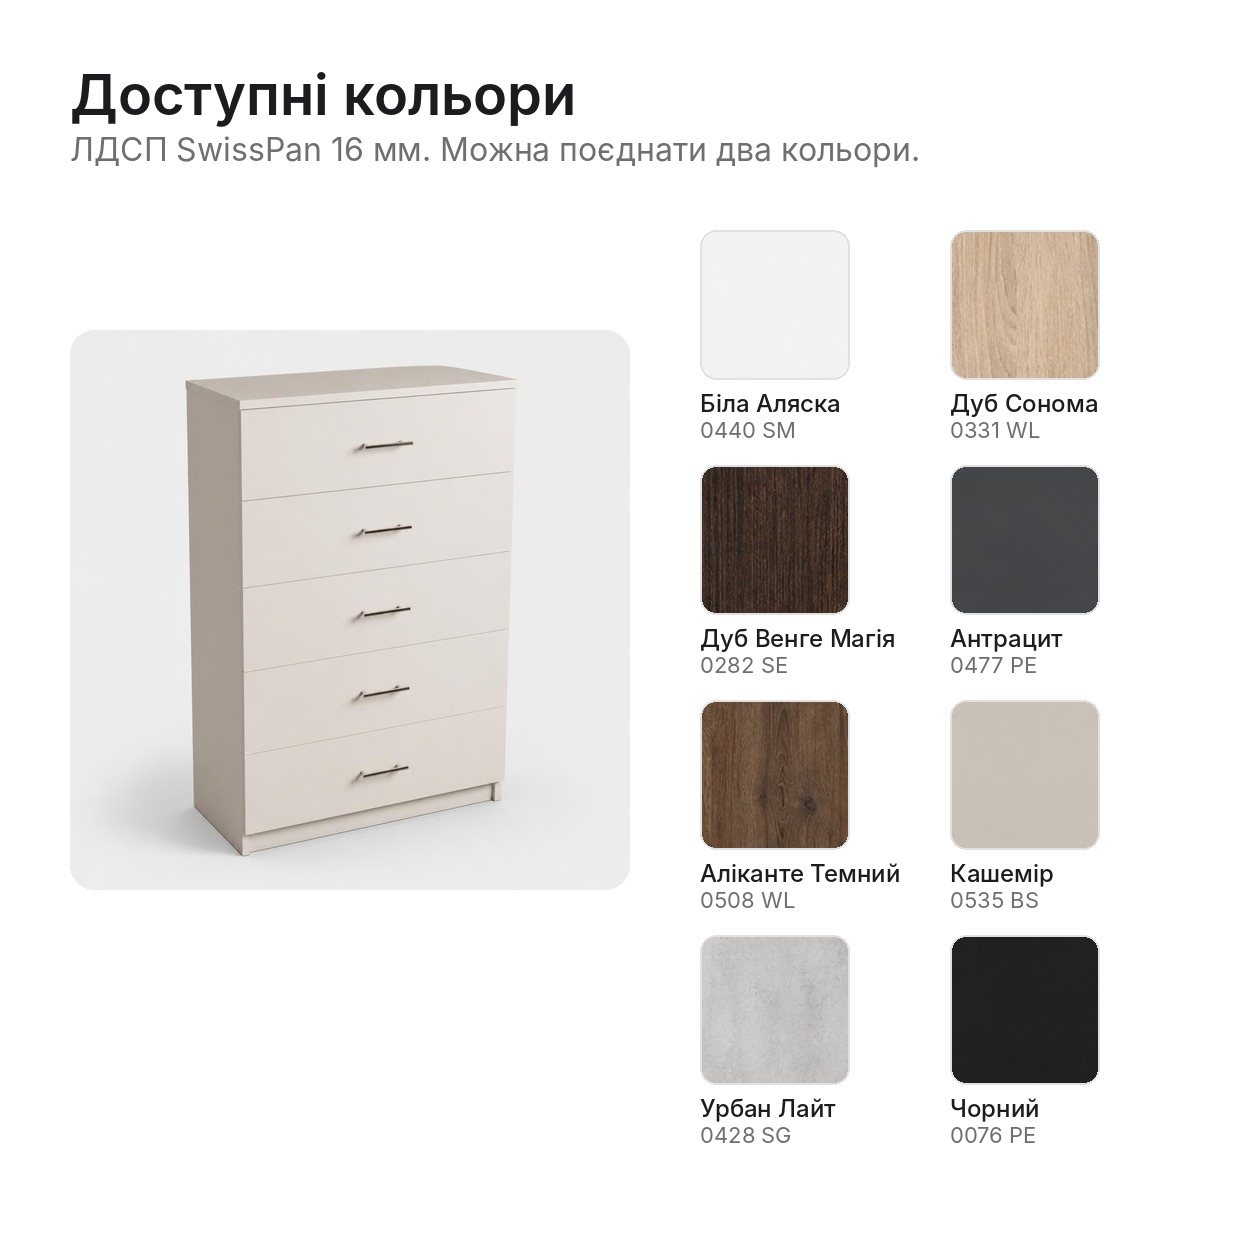 Доступні кольори
ЛДСП SwissPan 16 мм. Можна поєднати два кольори.
Біла Аляска
0440 SM
Дуб Сонома
0331 WL
Дуб Венге Магія
0282 SE
Антрацит
0477 PE
Аліканте Темний
0508 WL
Кашемір
0535 BS
Урбан Лайт
0428 SG
Чорний
0076 PE